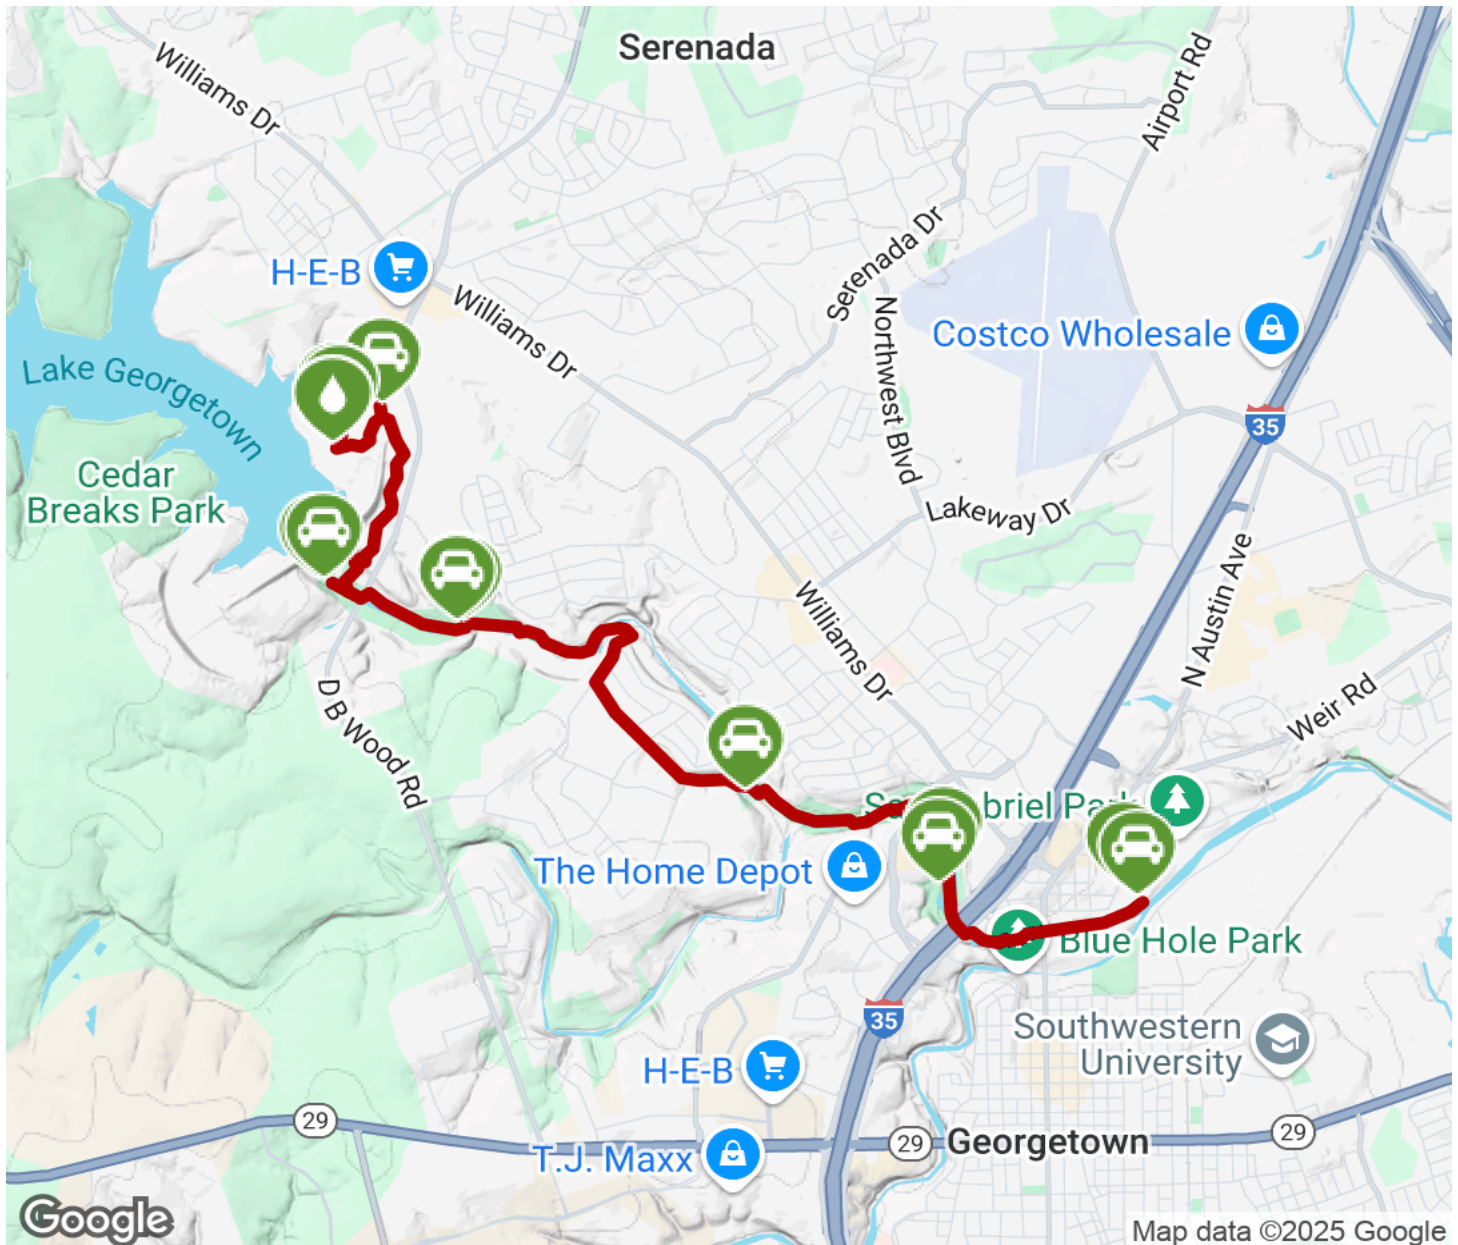 Serenada
Williams Dr
Airport Rd
H-E-B
Williams Dr
Serenada Dr
Northwest Blvd
Costco Wholesale
Lake Georgetown
35
Cedar
Breaks Park
Lakeway Dr
N Austin Ave
Williams Dr
Weir Rd
D B Wood Rd
briel Park
The Home Depot
Blue Hole Park
35
Southwestern
University
H-E-B
29
29
Georgetown
29
T.J. Maxx
Google
Map data ©2025 Google